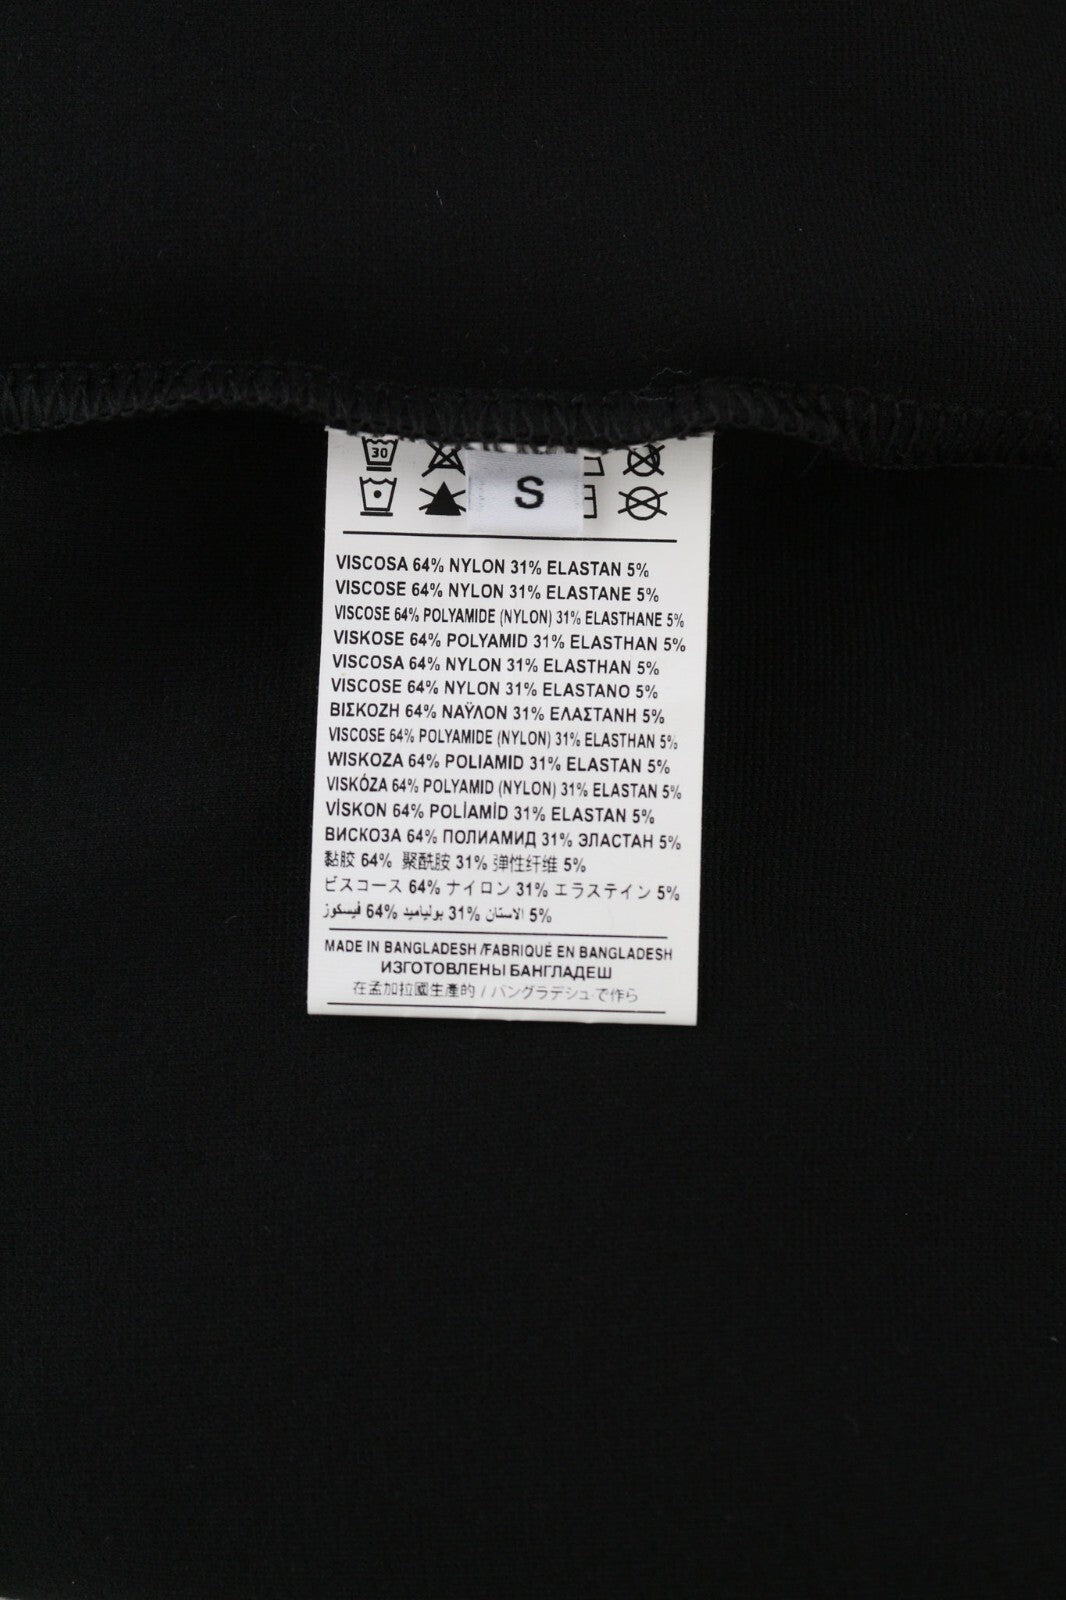 30
S
VISCOSA 64% NYLON 31% ELASTAN 5%
VISCOSE 64% NYLON 31% ELASTANE 5%
VISCOSE 64% POLYAMIDE (NYLON) 31% ELASTHANE 5%
VISKOSE 64% POLYAMID 31% ELASTHAN 5%
VISCOSA 64% NYLON 31% ELASTHAN 5%
VISCOSE 64% NYLON 31% ELASTANO 5%
ΒΙΣΚΟΖΗ 64% ΝΑΫΛΟΝ 31% ΕΛΑΣΤΑΝΗ 5%
VISCOSE 64% POLYAMIDE (NYLON) 31% ELASTHAN 5%
WISKOZA 64% POLIAMID 31% ELASTAN 5%
VISKÓZA 64% POLYAMID (NYLON) 31% ELASTAN 5%
VİSKON 64% POLİAMİD 31% ELASTAN 5%
ВИСКОЗА 64% ПОЛИАМИД 31% ЭЛАСТАН 5%
黏胶 64% 聚酰胺 31% 弹性纤维 5%
ビスコース 64% ナイロン 31% エラステイン 5%
فيسكوز 64% بولياميد 31% الاستان 5%
MADE IN BANGLADESH /FABRIQUÉ EN BANGLADESH
ИЗГОТОВЛЕНЫ БАНГЛАДЕШ
在孟加拉國生產的 / バングラデシュで作ら